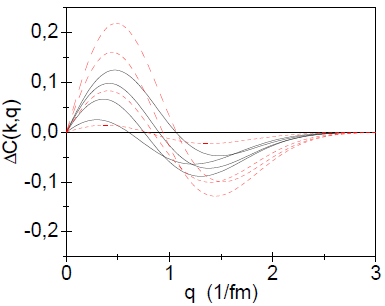 0,2
0,1
0,0
-0,1
-0,2
ΔC(k,q)
0 1 2 3
q (1/fm)